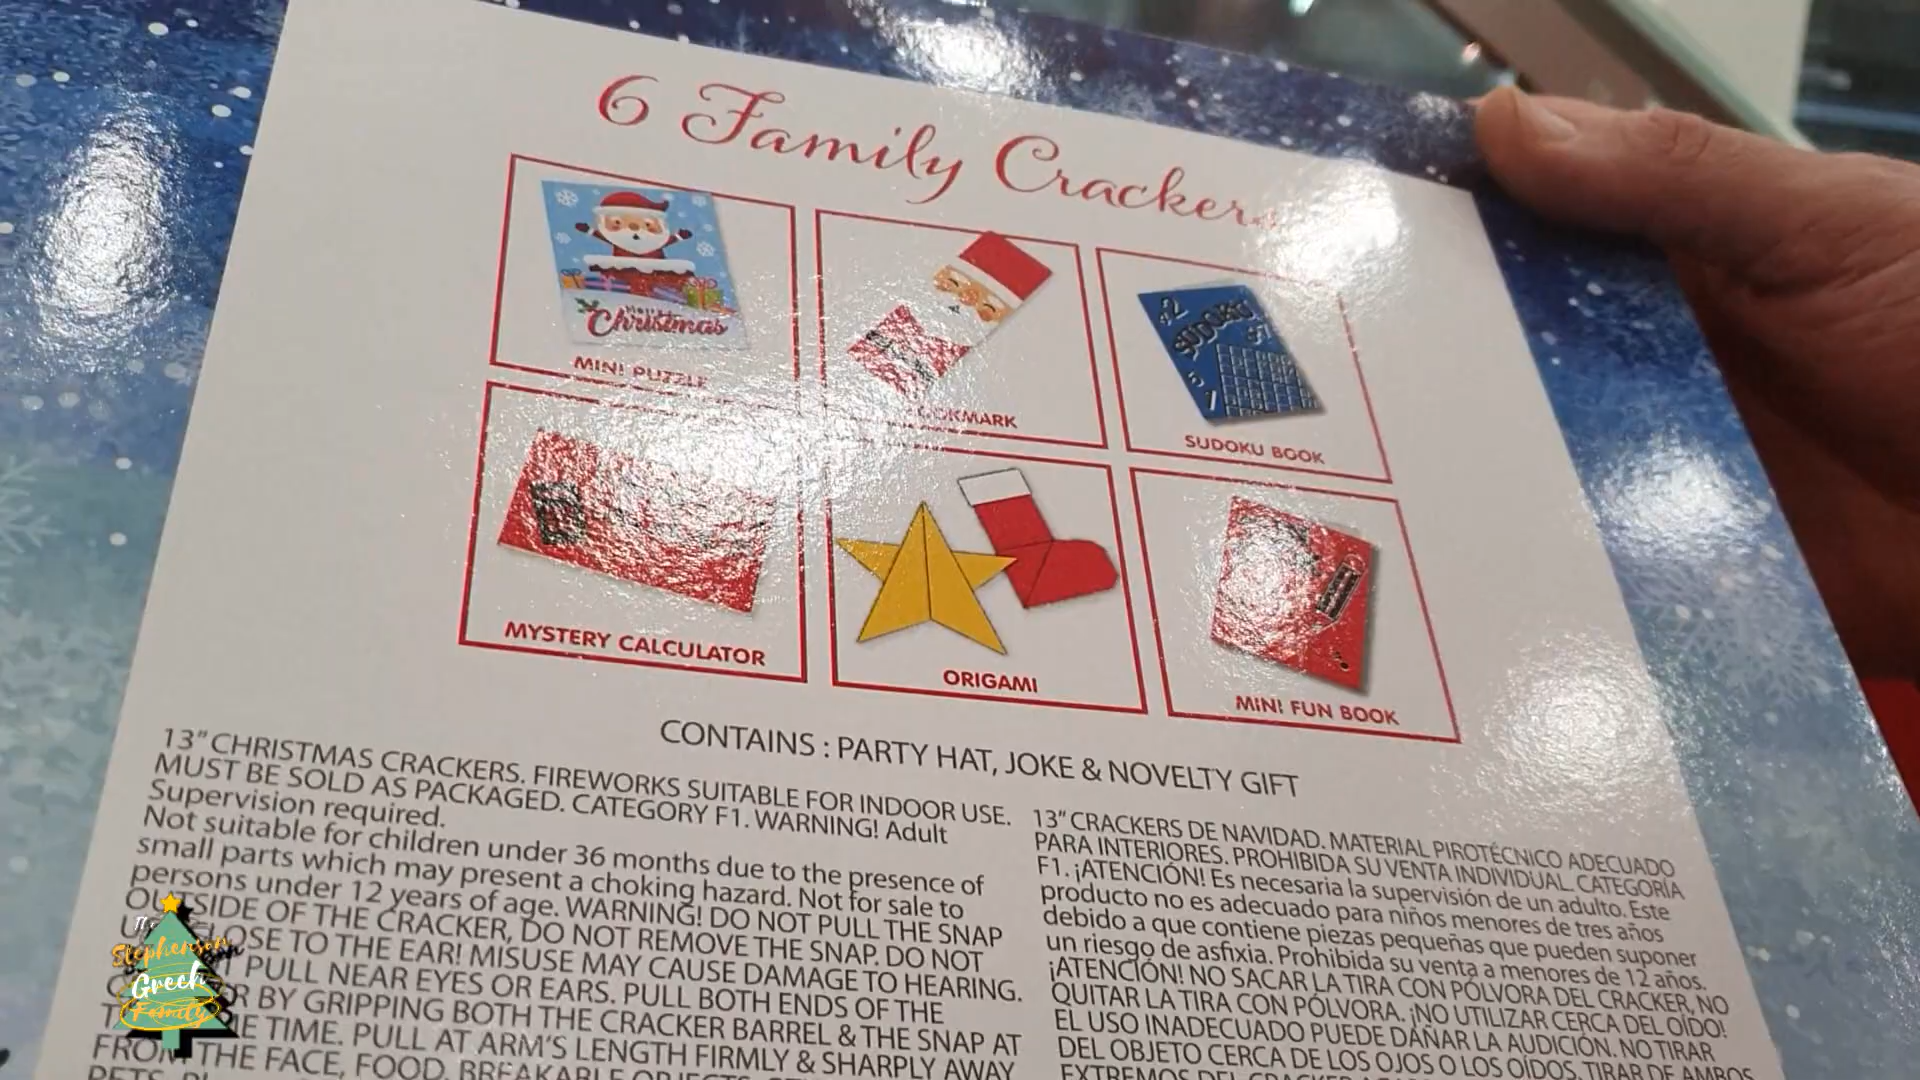 6 Family Crackers
Merry
Christmas
MINI PUZZLE
BOOKMARK
SUDOKU
SUDOKU BOOK
MYSTERY CALCULATOR
ORIGAMI
MINI FUN BOOK
CONTAINS : PARTY HAT, JOKE & NOVELTY GIFT
13" CHRISTMAS CRACKERS. FIREWORKS SUITABLE FOR INDOOR USE.
MUST BE SOLD AS PACKAGED. CATEGORY F1. WARNING! Adult
Supervision required.
Not suitable for children under 36 months due to the presence of
small parts which may present a choking hazard. Not for sale to
persons under 12 years of age. WARNING! DO NOT PULL THE SNAP
OUTSIDE OF THE CRACKER, DO NOT REMOVE THE SNAP. DO NOT
CLOSE TO THE EAR! MISUSE MAY CAUSE DAMAGE TO HEARING.
PULL NEAR EYES OR EARS. PULL BOTH ENDS OF THE
BY GRIPPING BOTH THE CRACKER BARREL & THE SNAP AT
TIME. PULL AT ARM'S LENGTH FIRMLY & SHARPLY AWAY
FROM THE FACE, FOOD, BREAKABLE
13" CRACKERS DE NAVIDAD. MATERIAL PIROTÉCNICO ADECUADO
PARA INTERIORES. PROHIBIDA SU VENTA INDIVIDUAL. CATEGORÍA
F1. ¡ATENCIÓN! Es necesaria la supervisión de un adulto. Este
producto no es adecuado para niños menores de tres años
debido a que contiene piezas pequeñas que pueden suponer
un riesgo de asfixia. Prohibida su venta a menores de 12 años.
¡ATENCIÓN! NO SACAR LA TIRA CON PÓLVORA DEL CRACKER, NO
QUITAR LA TIRA CON PÓLVORA. ¡NO UTILIZAR CERCA DEL OÍDO!
EL USO INADECUADO PUEDE DAÑAR LA AUDICIÓN. NO TIRAR
DEL OBJETO CERCA DE LOS OJOS O LOS OÍDOS. TIRAR DE AMBOS
EXTREMOS DEL CRACKER
The
Stephenson
Greek
Family